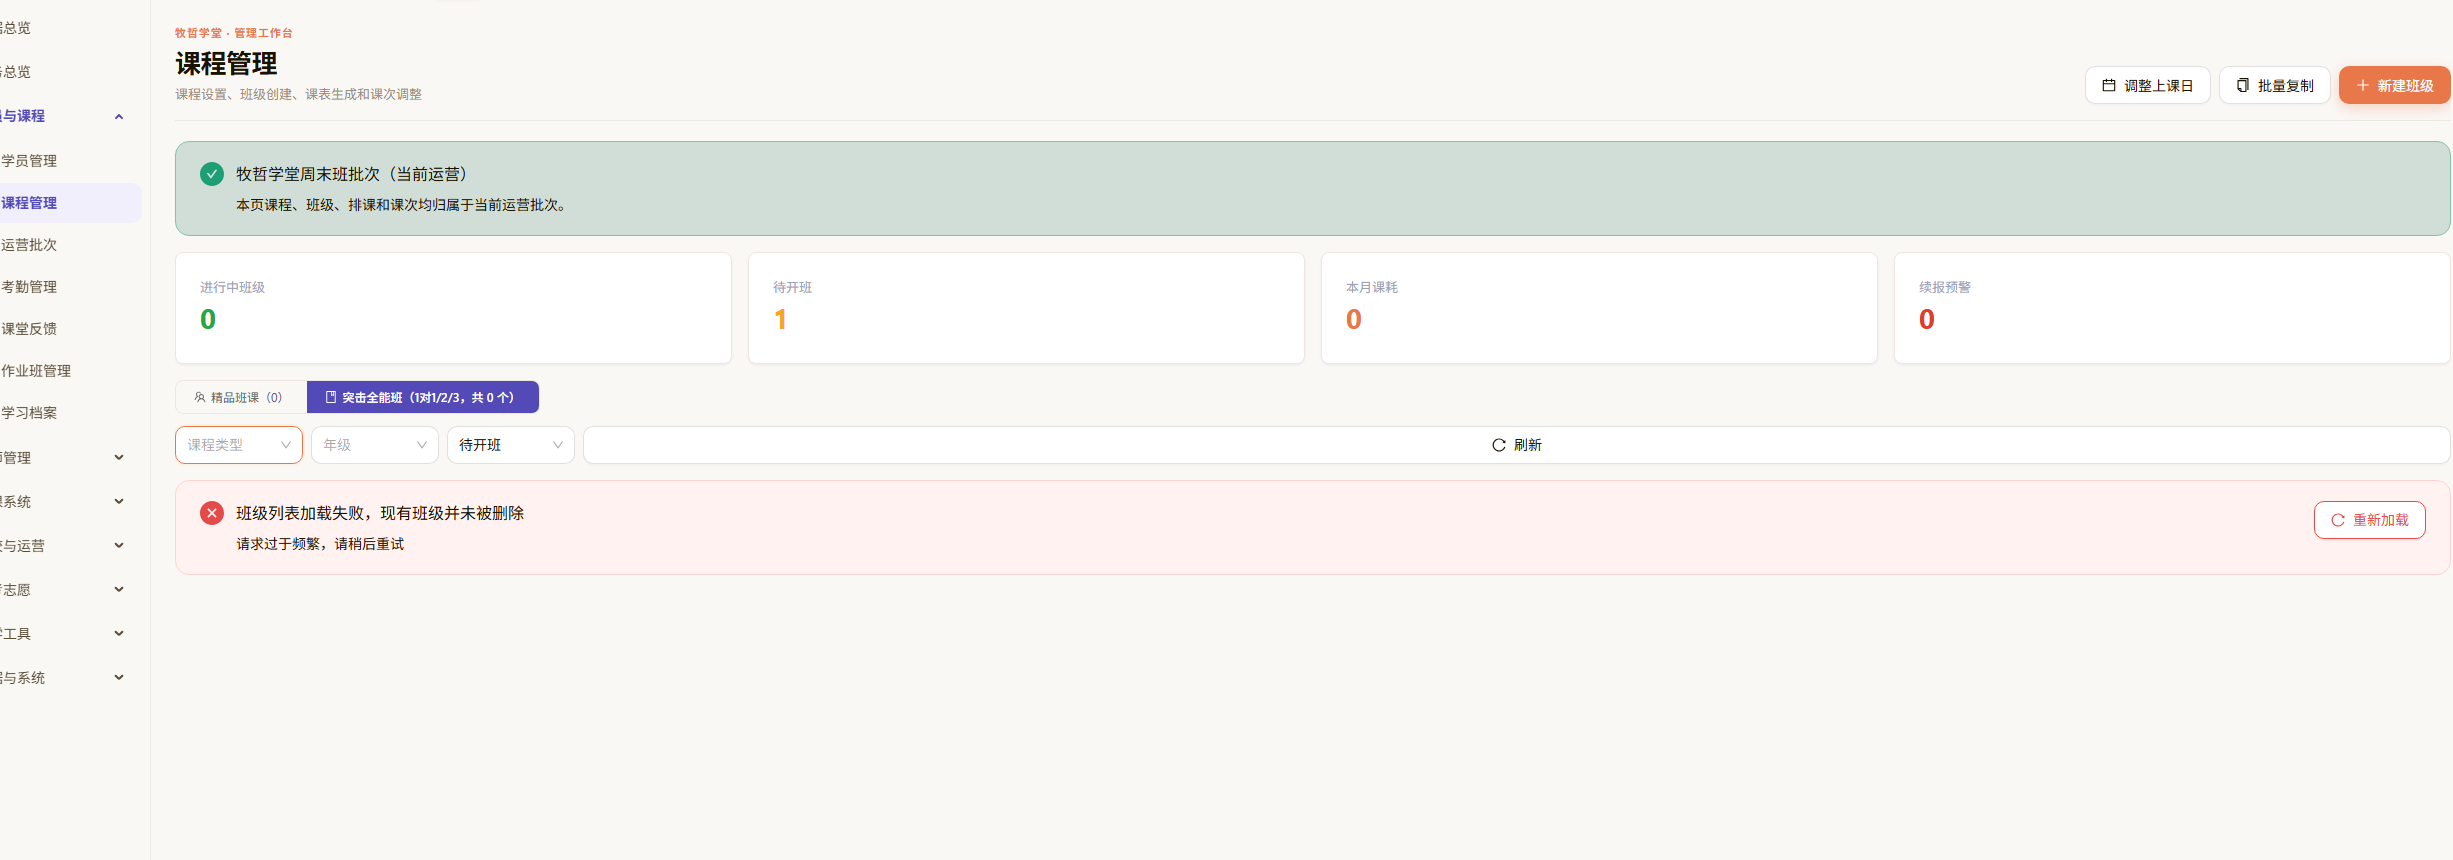 总览
总览
与课程
学员管理
课程管理
运营批次
考勤管理
课堂反馈
作业班管理
学习档案
管理
系统
与运营
志愿
工具
与系统
牧哲学堂 · 管理工作台
课程管理
课程设置、班级创建、课表生成和课次调整
调整上课日
批量复制
新建班级
牧哲学堂周末班批次（当前运营）
本页课程、班级、排课和课次均归属于当前运营批次。
进行中班级
0
待开班
1
本月课耗
0
续报预警
0
精品班课（0）
突击全能班（1对1/2/3，共 0 个）
课程类型
年级
待开班
刷新
班级列表加载失败，现有班级并未被删除
请求过于频繁，请稍后重试
重新加载